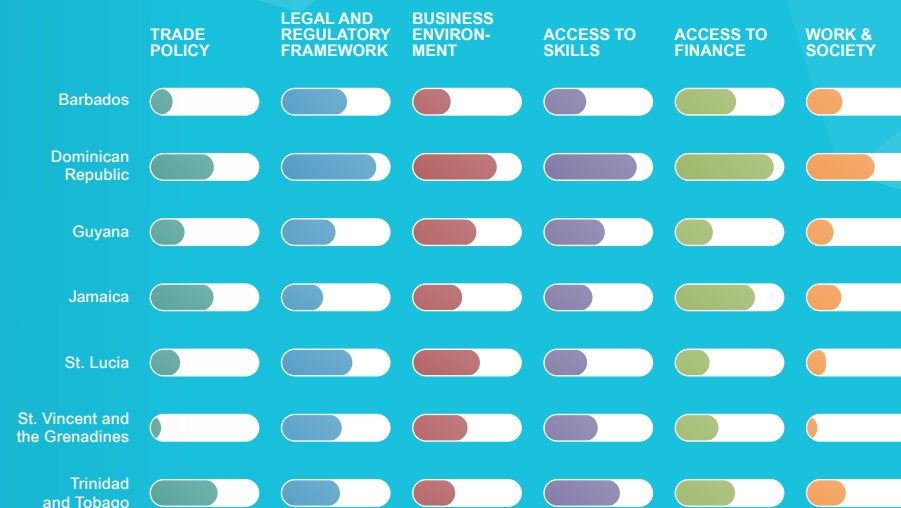 TRADE
POLICY
LEGAL AND
REGULATORY
FRAMEWORK
BUSINESS
ENVIRON-
MENT
ACCESS TO
SKILLS
ACCESS TO
FINANCE
WORK &
SOCIETY
Barbados
Dominican
Republic
Guyana
Jamaica
St. Lucia
St. Vincent and
the Grenadines
Trinidad
and Tobago